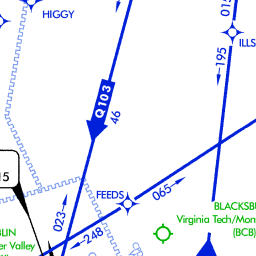 HIGGY
015
ILLS
195
Q103
46
15
FEEDS
065
023
248
BLACKSBU
Virginia Tech/Mon
(BCB)
BLIN
er Valley